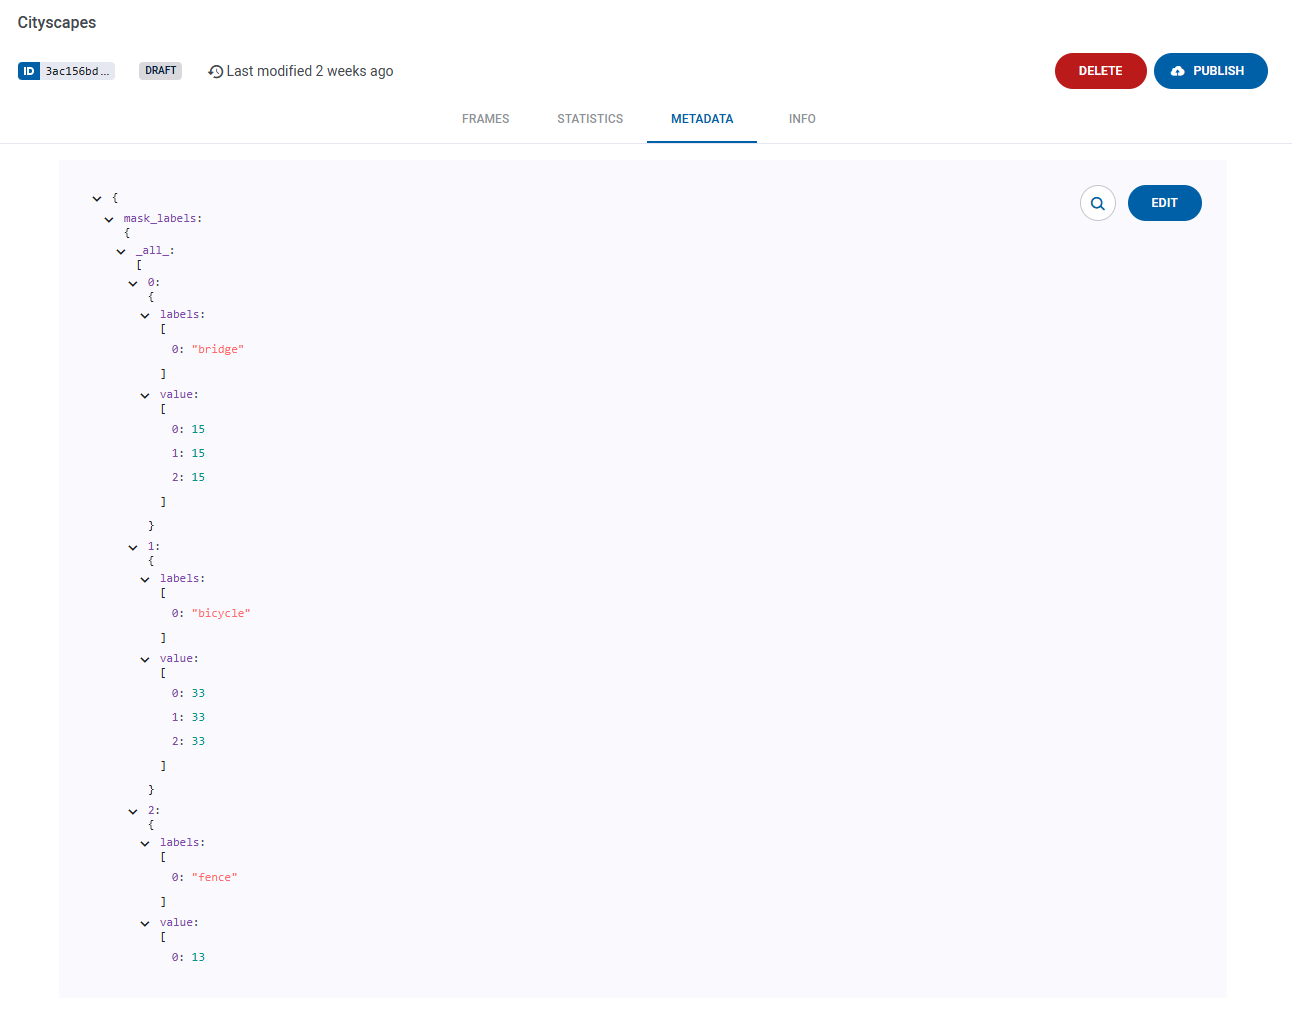 Cityscapes
ID 3ac156bd... DRAFT Last modified 2 weeks ago DELETE PUBLISH
FRAMES STATISTICS METADATA INFO
{
EDIT
mask_labels:
{
_all_:
[
0:
{
labels:
[
0: "bridge"
]
value:
[
0: 15
1: 15
2: 15
]
}
1:
{
labels:
[
0: "bicycle"
]
value:
[
0: 33
1: 33
2: 33
]
}
2:
{
labels:
[
0: "fence"
]
value:
[
0: 13